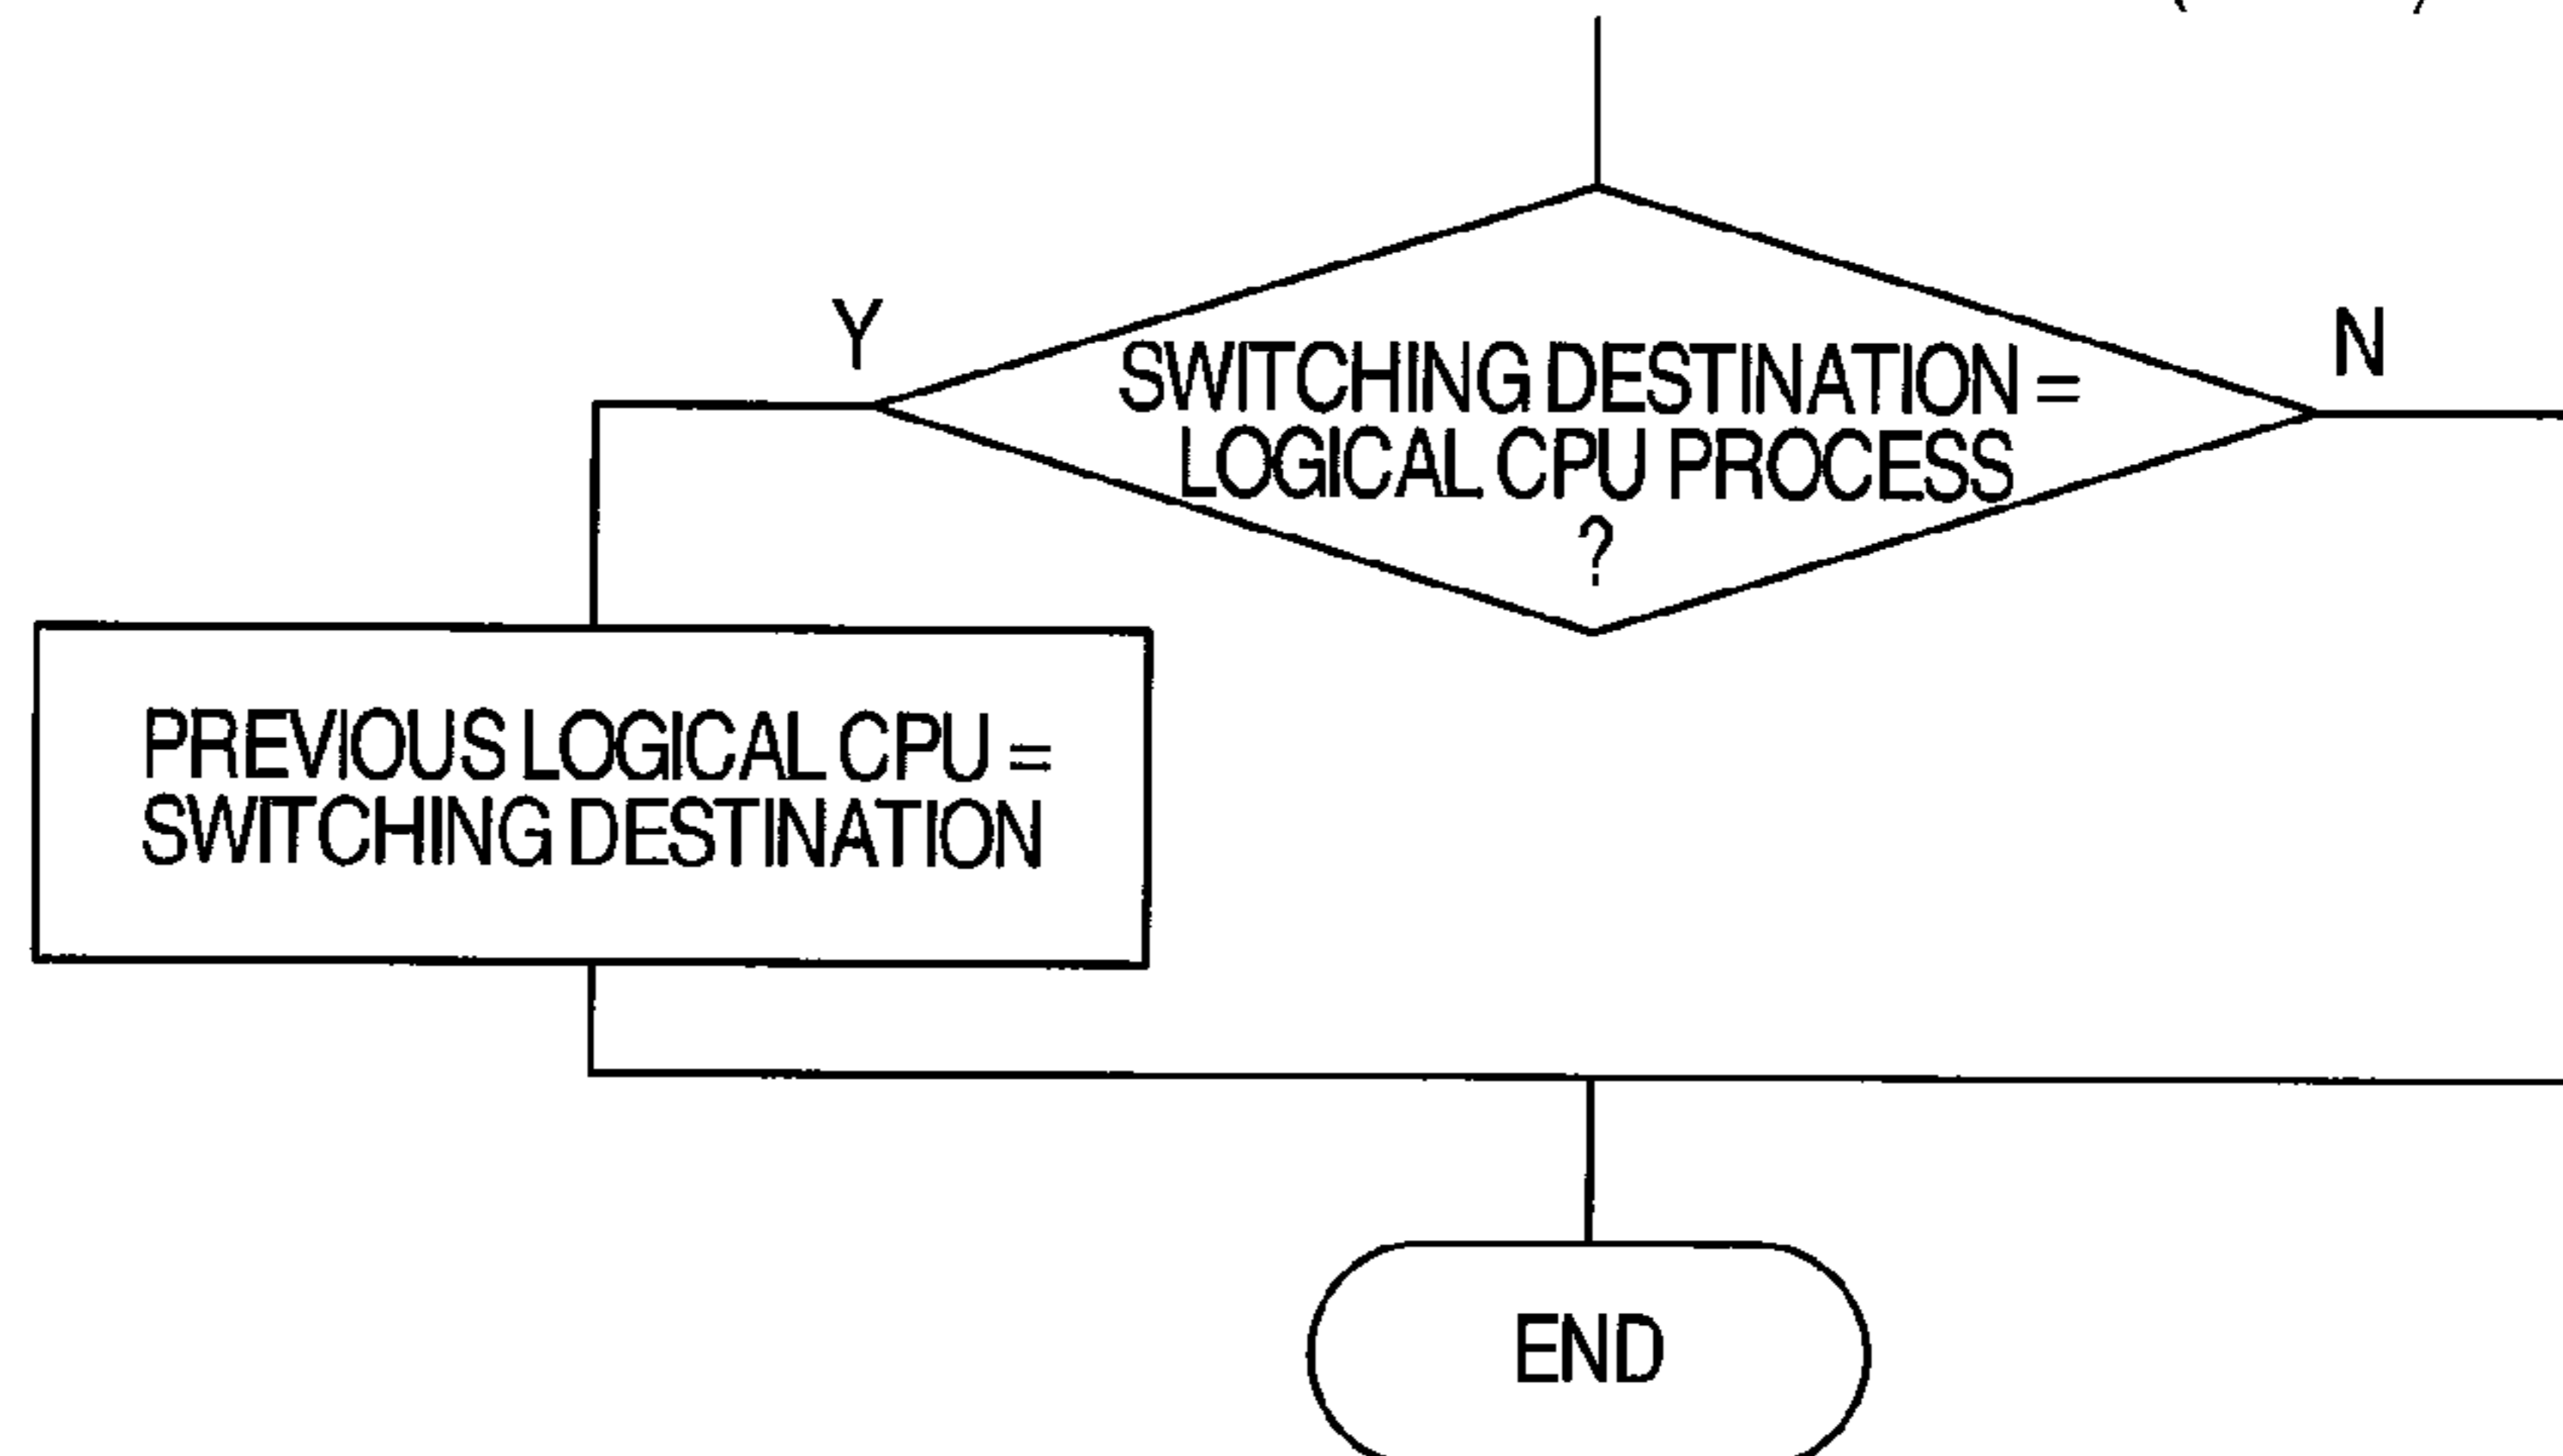 Y
SWITCHING DESTINATION =
LOGICAL CPU PROCESS
?
N
PREVIOUS LOGICAL CPU =
SWITCHING DESTINATION
END